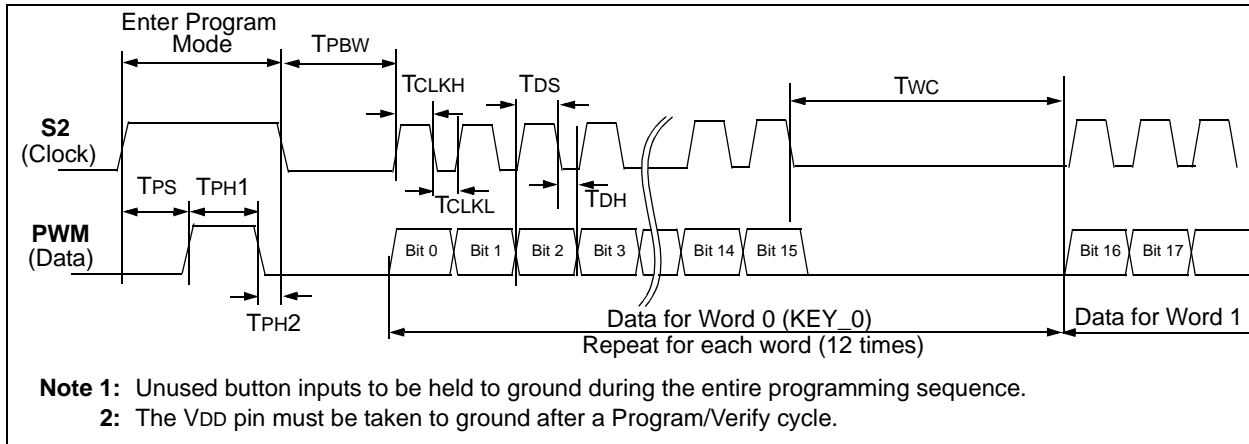 Enter Program
Mode
TPBW
TCLKH
TDS
TWC
S2
(Clock)
TPS
TPH1
TCLKL
TDH
PWM
(Data)
Bit 0
Bit 1
Bit 2
Bit 3
Bit 14
Bit 15
Bit 16
Bit 17
TPH2
Data for Word 0 (KEY_0)
Data for Word 1
Repeat for each word (12 times)
Note 1: Unused button inputs to be held to ground during the entire programming sequence.
2: The VDD pin must be taken to ground after a Program/Verify cycle.